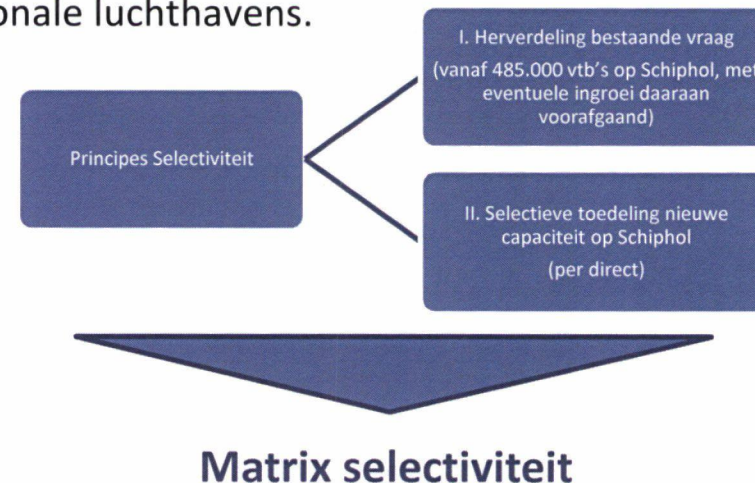 onale luchthavens.
I. Herverdeling bestaande vraag
(vanaf 485.000 vtb's op Schiphol, met
eventuele ingroei daaraan
voorafgaand)
Principes Selectiviteit
II. Selectieve toedeling nieuwe
capaciteit op Schiphol
(per direct)
Matrix selectiviteit